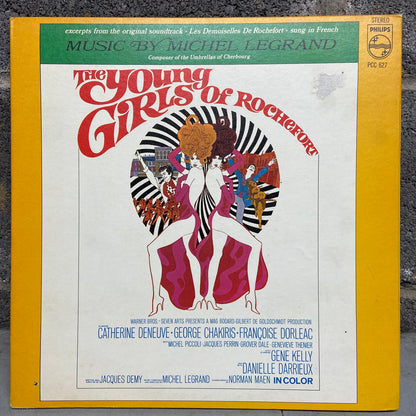 excerpts from the original soundtrack - Les Demoiselles De Rochefort - sung in French
MUSIC BY MICHEL LEGRAND
Composer of the Umbrellas of Cherbourg
STEREO
PHILIPS
PCC-627
THE YOUNG
GIRLS OF ROCHEFORT
WARNER BROS. - SEVEN ARTS PRESENTS A MAG BODARD-GILBERT DE GOLDSCHMIDT PRODUCTION
CATHERINE DENEUVE · GEORGE CHAKIRIS · FRANÇOISE DORLEAC
MICHEL PICCOLI · JACQUES PERRIN · GROVER DALE · GENEVIEVE THENIER
GENE KELLY
DANIELLE DARRIEUX
JACQUES DEMY MICHEL LEGRAND NORMAN MAEN IN COLOR